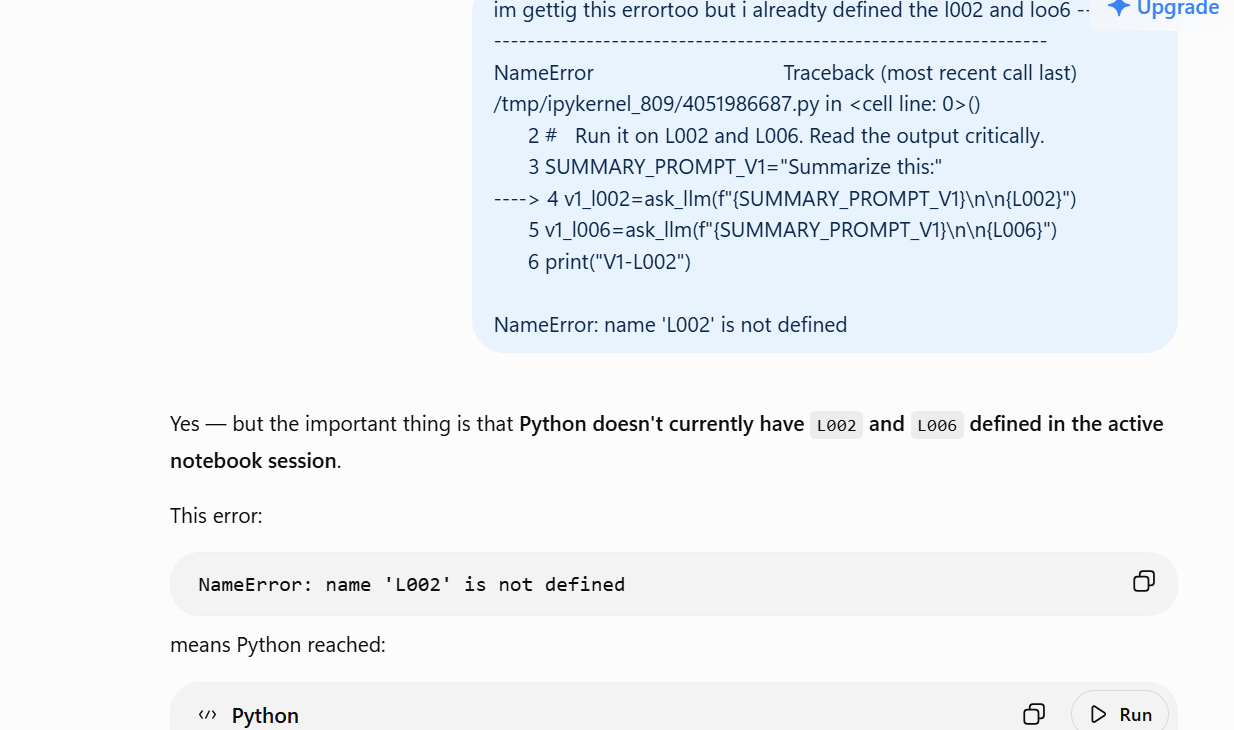 im gettig this errortoo but i alreadty defined the l002 and loo6 --
Upgrade
------------------------------------------------------------------
NameError Traceback (most recent call last)
/tmp/ipykernel_809/4051986687.py in <cell line: 0>()
2 # Run it on L002 and L006. Read the output critically.
3 SUMMARY_PROMPT_V1="Summarize this:"
----> 4 v1_l002=ask_llm(f"{SUMMARY_PROMPT_V1}\n\n{L002}")
5 v1_l006=ask_llm(f"{SUMMARY_PROMPT_V1}\n\n{L006}")
6 print("V1-L002")
NameError: name 'L002' is not defined
Yes — but the important thing is that Python doesn't currently have L002 and L006 defined in the active
notebook session.
This error:
NameError: name 'L002' is not defined
means Python reached:
Python
Run